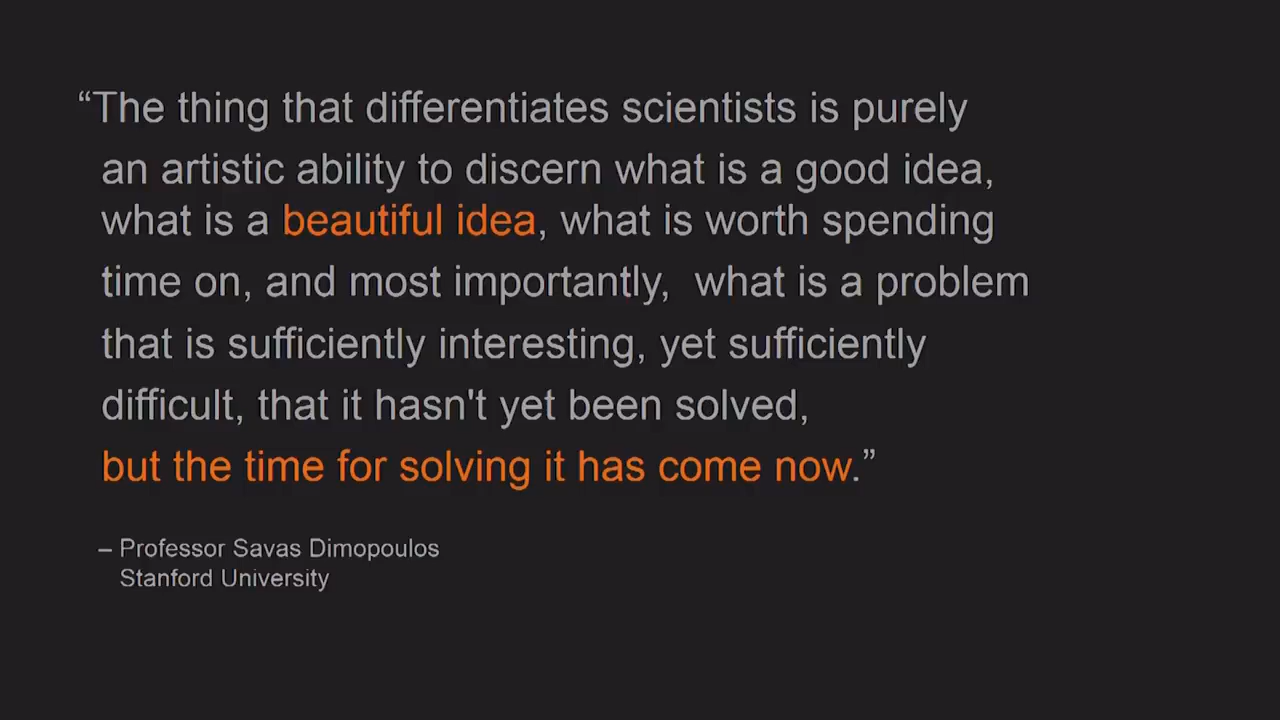 “The thing that differentiates scientists is purely
an artistic ability to discern what is a good idea,
what is a beautiful idea, what is worth spending
time on, and most importantly,  what is a problem
that is sufficiently interesting, yet sufficiently
difficult, that it hasn't yet been solved,
but the time for solving it has come now.”
– Professor Savas Dimopoulos
Stanford University